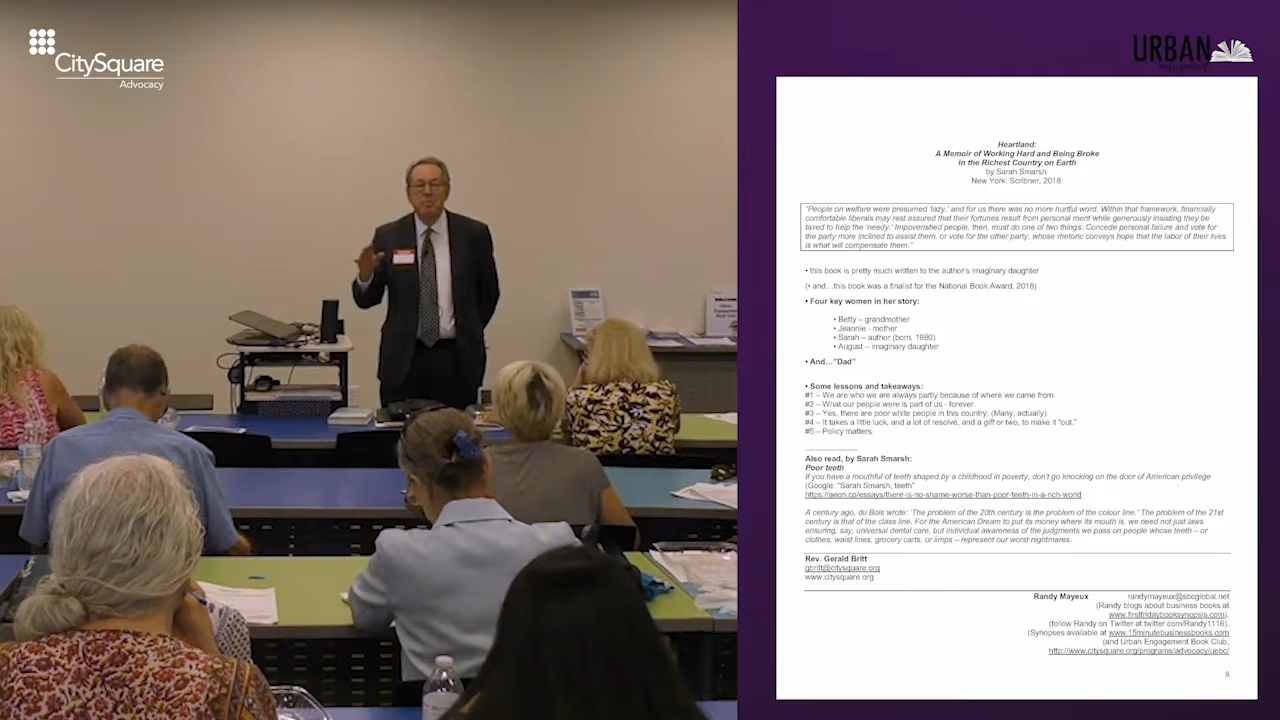 CitySquare
Advocacy
URBAN
Heartland:
A Memoir of Working Hard and Being Broke
in the Richest Country on Earth
by Sarah Smarsh.
New York: Scribner, 2018.
"People on welfare were presumed 'lazy,' and for us there was no more hurtful word. Within that framework, financially
comfortable liberals may rest assured that their fortunes result from personal merit while generously insisting they be
taxed to help the 'needy.' Impoverished people, then, must do one of two things: Concede personal failure and vote for
the party more inclined to assist them, or vote for the other party, whose rhetoric conveys hope that the labor of their lives
is what will compensate them."
• this book is pretty much written to the author's imaginary daughter
(• and…this book was a finalist for the National Book Award, 2018)
• Four key women in her story:
• Betty – grandmother
• Jeannie - mother
• Sarah – author (born, 1980)
• August – imaginary daughter
• And…"Dad"
• Some lessons and takeaways:
#1 – We are who we are always partly because of where we came from.
#2 – What our people were is part of us - forever.
#3 – Yes, there are poor white people in this country. (Many, actually).
#4 – It takes a little luck, and a lot of resolve, and a gift or two, to make it "out."
#5 – Policy matters.
Also read, by Sarah Smarsh:
Poor teeth
If you have a mouthful of teeth shaped by a childhood in poverty, don't go knocking on the door of American privilege
(Google: "Sarah Smarsh, teeth"
https://aeon.co/essays/there-is-no-shame-worse-than-poor-teeth-in-a-rich-world
A century ago, du Bois wrote: 'The problem of the 20th century is the problem of the colour line.' The problem of the 21st
century is that of the class line. For the American Dream to put its money where its mouth is, we need not just laws
ensuring, say, universal dental care, but individual awareness of the judgments we pass on people whose teeth – or
clothes, waist lines, grocery carts, or limps – represent our worst nightmares.
Rev. Gerald Britt
gbritt@citysquare.org
www.citysquare.org
Randy Mayeux randymayeux@sbcglobal.net
(Randy blogs about business books at
www.firstfridaybooksynopsis.com).
(follow Randy on Twitter at twitter.com/Randy1116).
(Synopses available at www.15minutebusinessbooks.com
(and Urban Engagement Book Club,
http://www.citysquare.org/programs/advocacy/uebc/
9